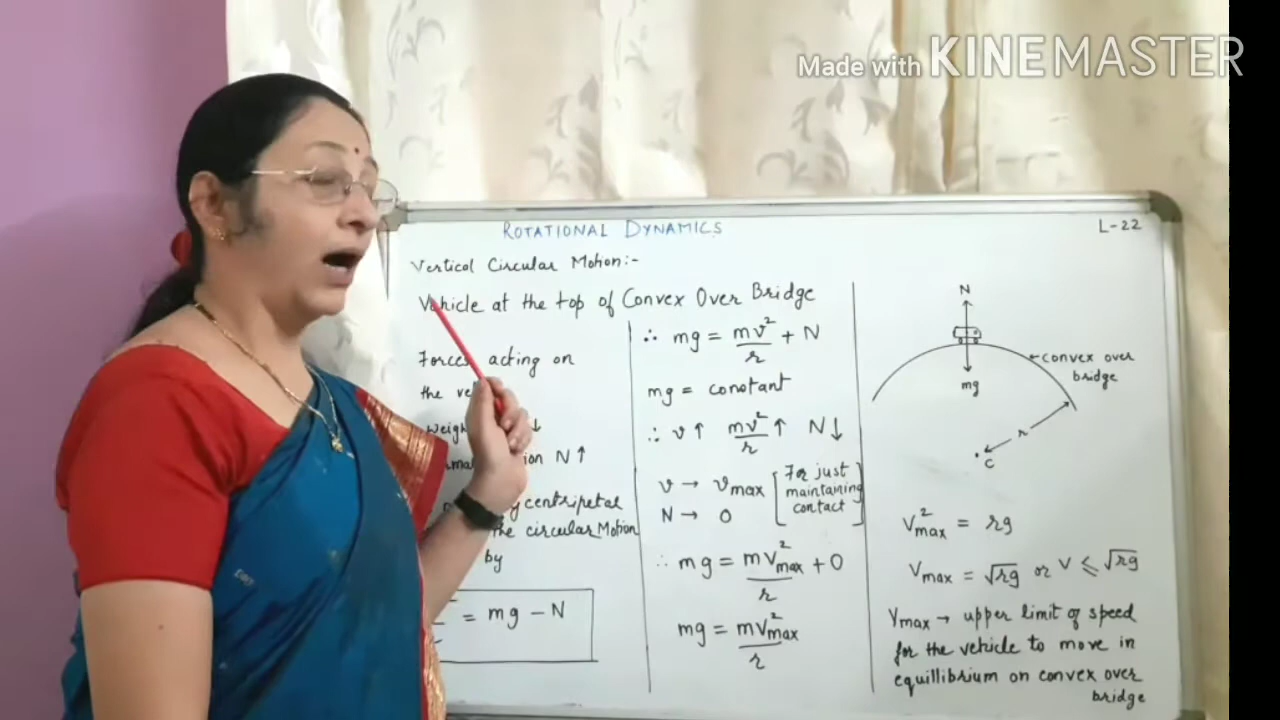 Made with KINEMASTER
ROTATIONAL DYNAMICS
L-22
Vertical Circular Motion:-
Vehicle at the top of Convex Over Bridge
Forces acting on
the
N ↑
centripetal
the circular Motion
by
= mg - N
∴ mg = mv²/r + N
mg = constant
∴ v↑ mv²/r ↑ N↓
v → vmax [For just maintaining contact]
N → 0
∴ mg = mv²max/r + 0
mg = mv²max/r
N
mg
convex over
bridge
r
C
V²max = rg
Vmax = √rg or V ⩽ √rg
Vmax → upper limit of speed
for the vehicle to move in
equillibrium on convex over
bridge